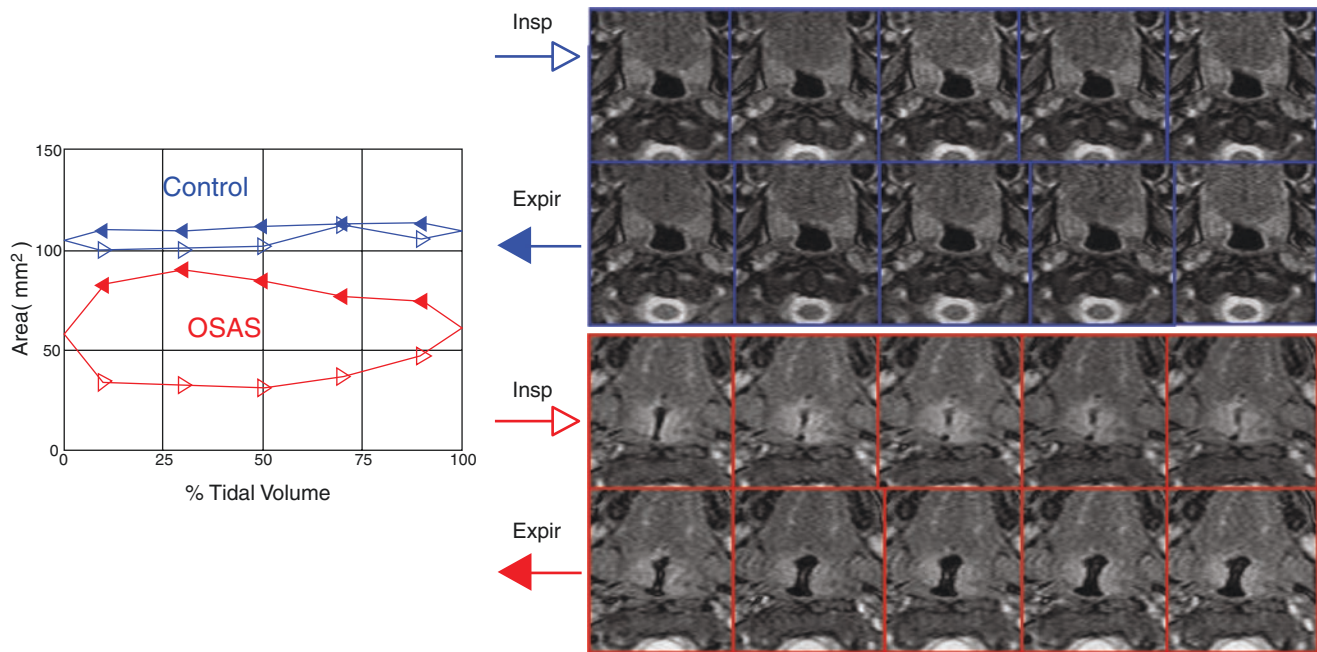 Insp
Expir
Insp
Expir
150
100
50
0
Control
OSAS
Area( mm²)
0 25 50 75 100
% Tidal Volume